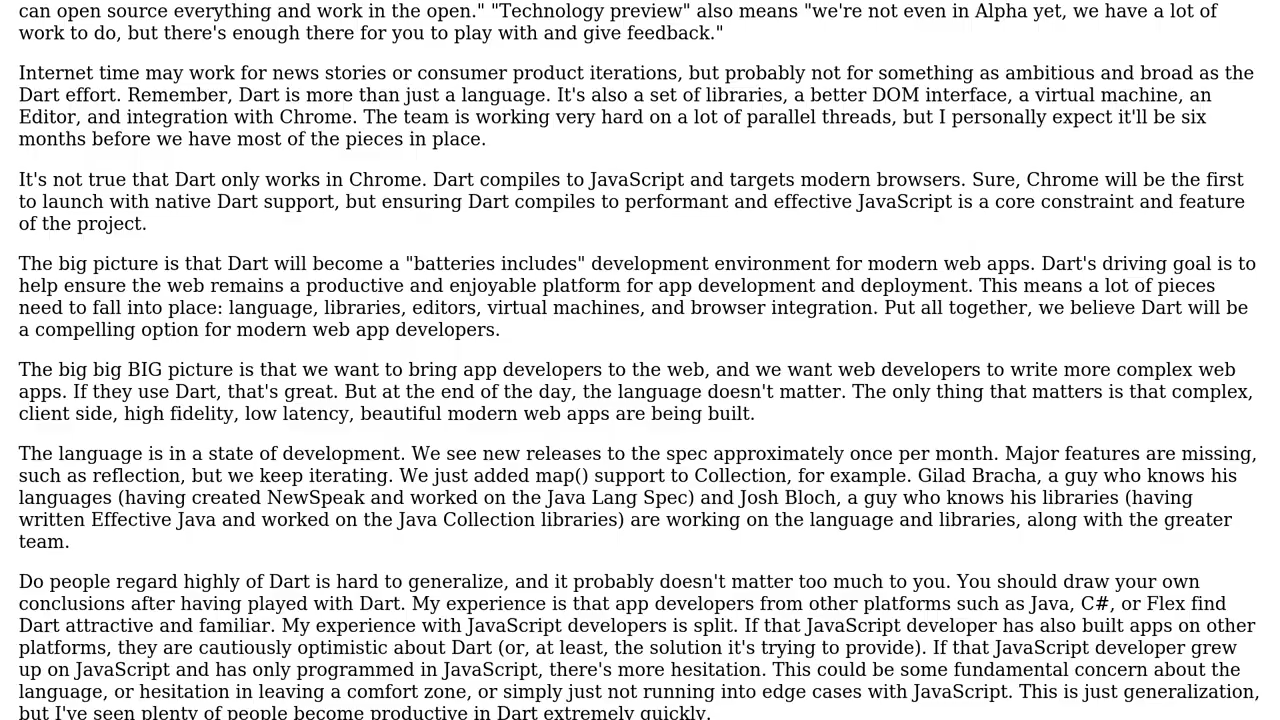 can open source everything and work in the open." "Technology preview" also means "we're not even in Alpha yet, we have a lot of
work to do, but there's enough there for you to play with and give feedback."
Internet time may work for news stories or consumer product iterations, but probably not for something as ambitious and broad as the
Dart effort. Remember, Dart is more than just a language. It's also a set of libraries, a better DOM interface, a virtual machine, an
Editor, and integration with Chrome. The team is working very hard on a lot of parallel threads, but I personally expect it'll be six
months before we have most of the pieces in place.
It's not true that Dart only works in Chrome. Dart compiles to JavaScript and targets modern browsers. Sure, Chrome will be the first
to launch with native Dart support, but ensuring Dart compiles to performant and effective JavaScript is a core constraint and feature
of the project.
The big picture is that Dart will become a "batteries includes" development environment for modern web apps. Dart's driving goal is to
help ensure the web remains a productive and enjoyable platform for app development and deployment. This means a lot of pieces
need to fall into place: language, libraries, editors, virtual machines, and browser integration. Put all together, we believe Dart will be
a compelling option for modern web app developers.
The big big BIG picture is that we want to bring app developers to the web, and we want web developers to write more complex web
apps. If they use Dart, that's great. But at the end of the day, the language doesn't matter. The only thing that matters is that complex,
client side, high fidelity, low latency, beautiful modern web apps are being built.
The language is in a state of development. We see new releases to the spec approximately once per month. Major features are missing,
such as reflection, but we keep iterating. We just added map() support to Collection, for example. Gilad Bracha, a guy who knows his
languages (having created NewSpeak and worked on the Java Lang Spec) and Josh Bloch, a guy who knows his libraries (having
written Effective Java and worked on the Java Collection libraries) are working on the language and libraries, along with the greater
team.
Do people regard highly of Dart is hard to generalize, and it probably doesn't matter too much to you. You should draw your own
conclusions after having played with Dart. My experience is that app developers from other platforms such as Java, C#, or Flex find
Dart attractive and familiar. My experience with JavaScript developers is split. If that JavaScript developer has also built apps on other
platforms, they are cautiously optimistic about Dart (or, at least, the solution it's trying to provide). If that JavaScript developer grew
up on JavaScript and has only programmed in JavaScript, there's more hesitation. This could be some fundamental concern about the
language, or hesitation in leaving a comfort zone, or simply just not running into edge cases with JavaScript. This is just generalization,
but I've seen plenty of people become productive in Dart extremely quickly.